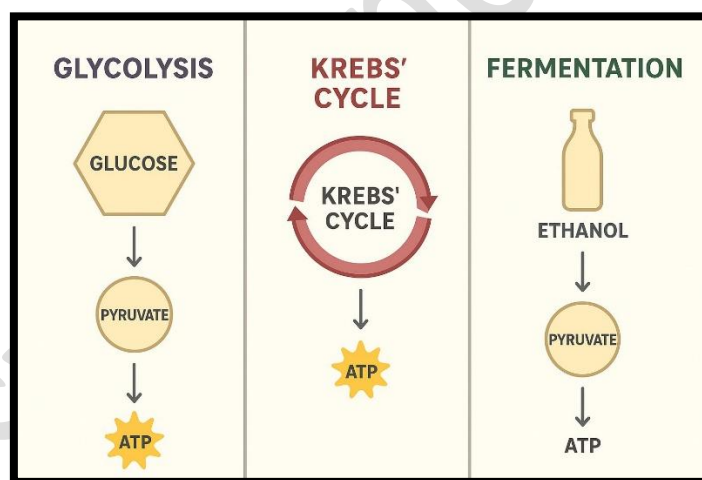 GLYCOLYSIS
GLUCOSE
PYRUVATE
ATP
KREBS'
CYCLE
KREBS'
CYCLE
ATP
FERMENTATION
ETHANOL
PYRUVATE
ATP